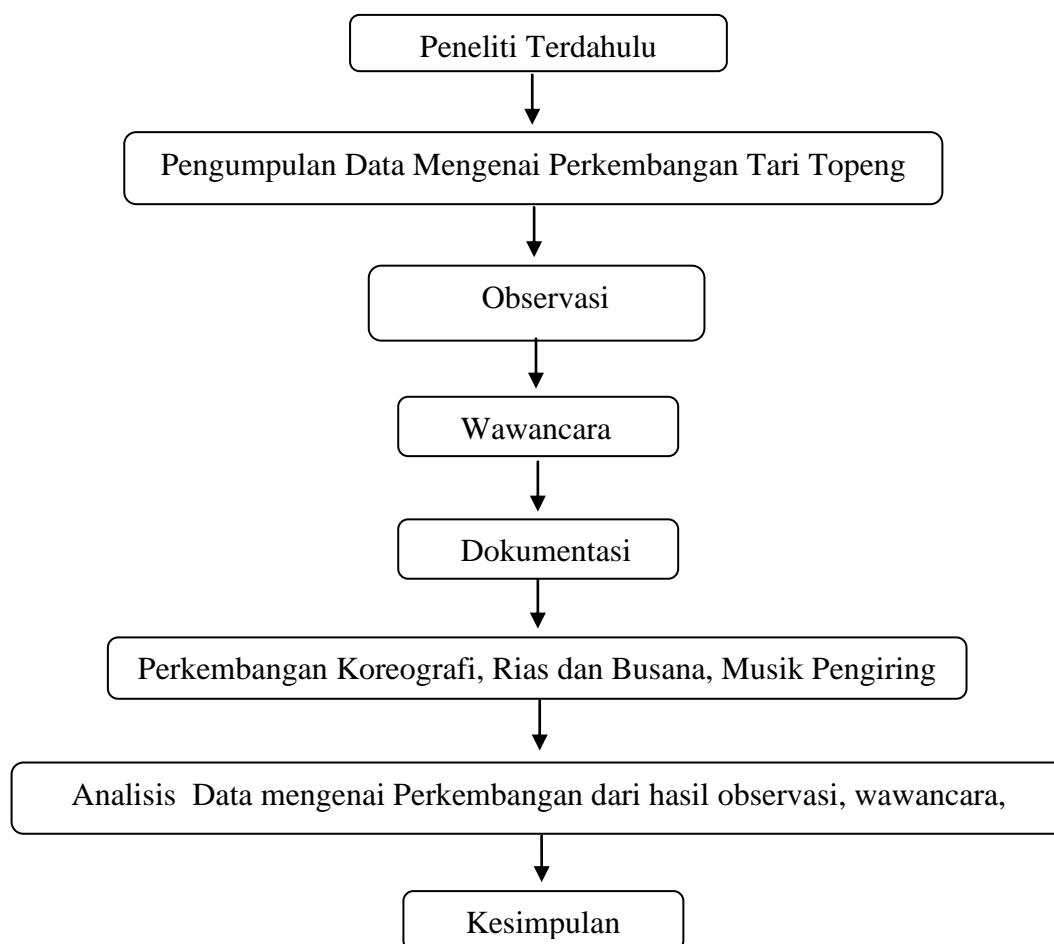 Peneliti Terdahulu
Pengumpulan Data Mengenai Perkembangan Tari Topeng
Observasi
Wawancara
Dokumentasi
Perkembangan Koreografi, Rias dan Busana, Musik Pengiring
Analisis Data mengenai Perkembangan dari hasil observasi, wawancara,
Kesimpulan